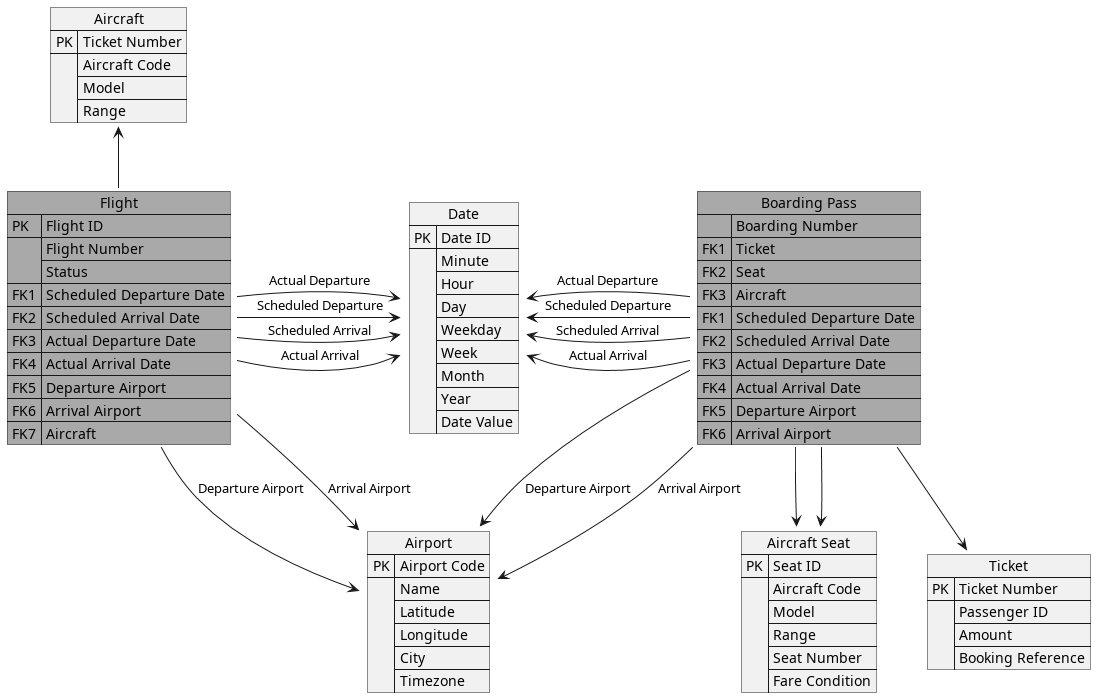 Aircraft
PK Ticket Number
Aircraft Code
Model
Range
Flight
PK Flight ID
Flight Number
Status
FK1 Scheduled Departure Date
FK2 Scheduled Arrival Date
FK3 Actual Departure Date
FK4 Actual Arrival Date
FK5 Departure Airport
FK6 Arrival Airport
FK7 Aircraft
Actual Departure
Scheduled Departure
Scheduled Arrival
Actual Arrival
Date
PK Date ID
Minute
Hour
Day
Weekday
Week
Month
Year
Date Value
Actual Departure
Scheduled Departure
Scheduled Arrival
Actual Arrival
Boarding Pass
Boarding Number
FK1 Ticket
FK2 Seat
FK3 Aircraft
FK1 Scheduled Departure Date
FK2 Scheduled Arrival Date
FK3 Actual Departure Date
FK4 Actual Arrival Date
FK5 Departure Airport
FK6 Arrival Airport
Departure Airport
Arrival Airport
Departure Airport
Arrival Airport
Airport
PK Airport Code
Name
Latitude
Longitude
City
Timezone
Aircraft Seat
PK Seat ID
Aircraft Code
Model
Range
Seat Number
Fare Condition
Ticket
PK Ticket Number
Passenger ID
Amount
Booking Reference